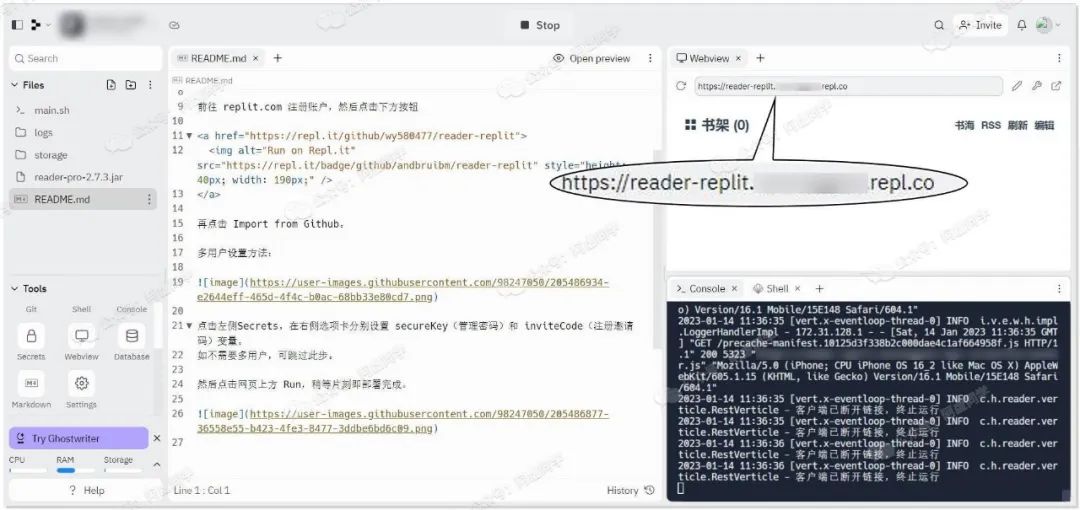 Stop
Invite
Search
Files
main.sh
logs
storage
reader-pro-2.7.3.jar
README.md
Tools
Git
Shell
Console
Secrets
Webview
Database
Markdown
Settings
Try Ghostwriter
CPU
RAM
Storage
? Help
README.md
Open preview
README.md
9 前往 replit.com 注册账户，然后点击下方按钮
10
11 <a href="https://repl.it/github/wy580477/reader-replit">
12 <img alt="Run on Repl.it"
src="https://repl.it/badge/github/andbruibm/reader-replit" style="height:
40px; width: 190px;" />
13 </a>
14
15 再点击 Import from Github。
16
17 多用户设置方法:
18
19 ![image](https://user-images.githubusercontent.com/98247050/205486934-
e2644eff-465d-4f4c-b0ac-68bb33e80cd7.png)
20
21 点击左侧Secrets，在右侧选项卡分别设置 secureKey（管理密码）和 inviteCode（注册邀请
码）变量。
22 如不需要多用户，可跳过此步。
23
24 然后点击网页上方 Run，稍等片刻即部署完成。
25
26 ![image](https://user-images.githubusercontent.com/98247050/205486877-
36558e55-b423-4fe3-8477-3ddbe6bd6c09.png)
27
Line 1 : Col 1
History
Webview
https://reader-replit.
repl.co
书架 (0)
书海 RSS 刷新 编辑
https://reader-replit.
repl.co
Console
Shell
o) Version/16.1 Mobile/15E148 Safari/604.1"
2023-01-14 11:36:35 [vert.x-eventloop-thread-0] INFO i.v.e.w.h.impl
.LoggerHandlerImpl - 172.31.128.1 - - [Sat, 14 Jan 2023 11:36:35 GM
T] "GET /precache-manifest.10125d3f338b2c000dae4c1af664958f.js HTTP/1
.1" 200 5323 "
r.js" "Mozilla/5.0 (iPhone; CPU iPhone OS 16_2 like Mac OS X) AppleW
ebKit/605.1.15 (KHTML, like Gecko) Version/16.1 Mobile/15E148 Safari
/604.1"
2023-01-14 11:36:35 [vert.x-eventloop-thread-0] INFO c.h.reader.ver
ticle.RestVerticle - 客户端已断开链接，终止运行
2023-01-14 11:36:35 [vert.x-eventloop-thread-0] INFO c.h.reader.ver
ticle.RestVerticle - 客户端已断开链接，终止运行
2023-01-14 11:36:36 [vert.x-eventloop-thread-0] INFO c.h.reader.ver
ticle.RestVerticle - 客户端已断开链接，终止运行
2023-01-14 11:36:36 [vert.x-eventloop-thread-0] INFO c.h.reader.ver
ticle.RestVerticle - 客户端已断开链接，终止运行